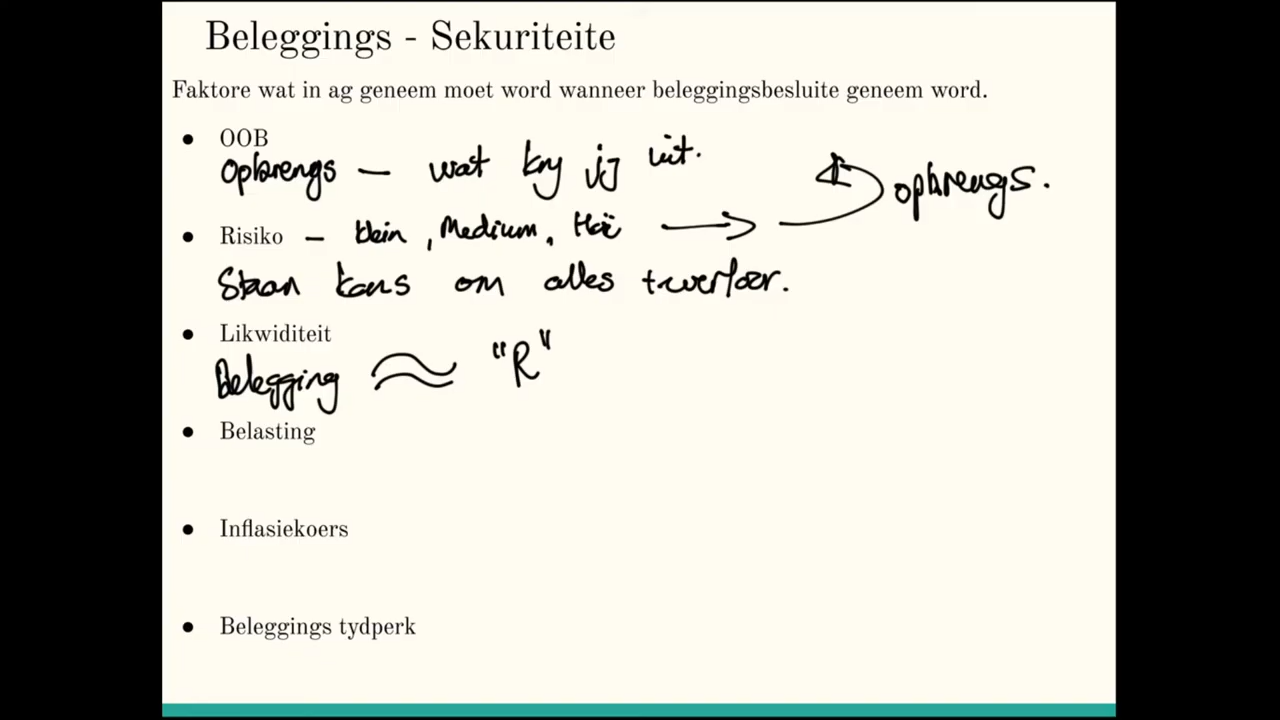 Beleggings - Sekuriteite
Faktore wat in ag geneem moet word wanneer beleggingsbesluite geneem word.
• OOB
Opbrengs — wat kry jy uit.
opbrengs.
• Risiko – klein, Medium, Hoë
Staan kans om alles te verloor.
• Likwiditeit
Belegging ≈ "R"
• Belasting
• Inflasiekoers
• Beleggings tydperk